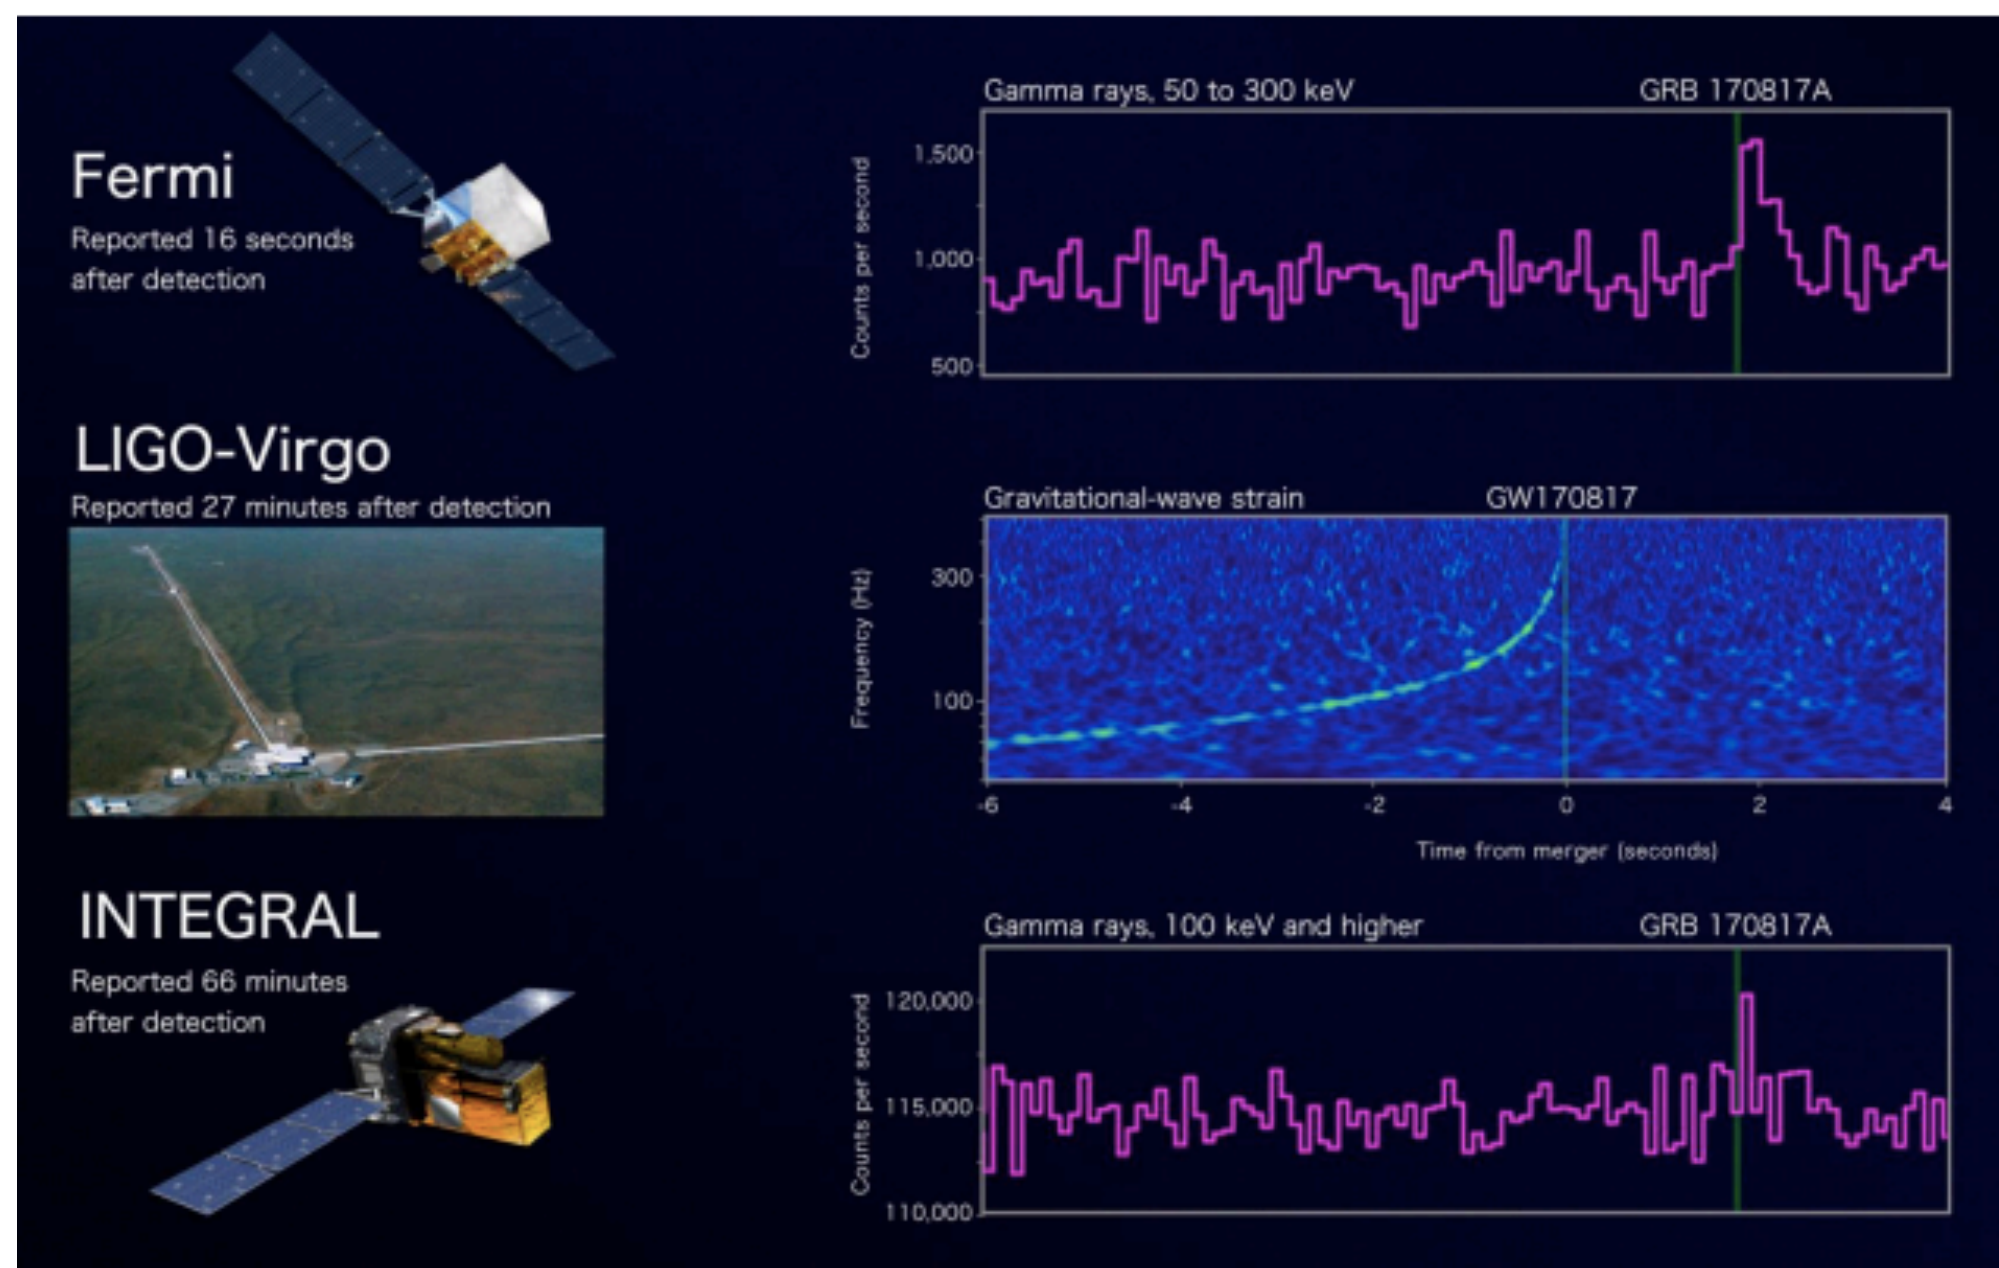 Fermi
Reported 16 seconds
after detection
Gamma rays, 50 to 300 keV
GRB 170817A
Counts per second
1,500
1,000
500
LIGO-Virgo
Reported 27 minutes after detection
Gravitational-wave strain
GW170817
Frequency (Hz)
300
100
-6
-4
-2
0
2
4
Time from merger (seconds)
INTEGRAL
Reported 66 minutes
after detection
Gamma rays, 100 keV and higher
GRB 170817A
Counts per second
120,000
115,000
110,000